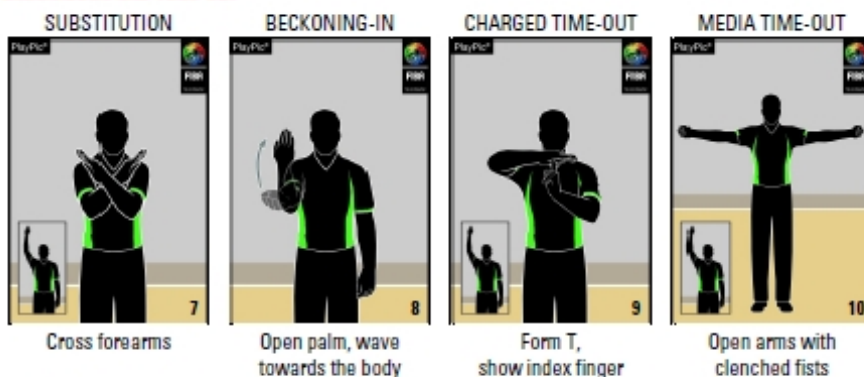 SUBSTITUTION
BECKONING-IN
CHARGED TIME-OUT
MEDIA TIME-OUT
PlayPic®
FIBA
PlayPic®
FIBA
PlayPic®
FIBA
PlayPic®
FIBA
7
8
9
10
Cross forearms
Open palm, wave
towards the body
Form T,
show index finger
Open arms with
clenched fists